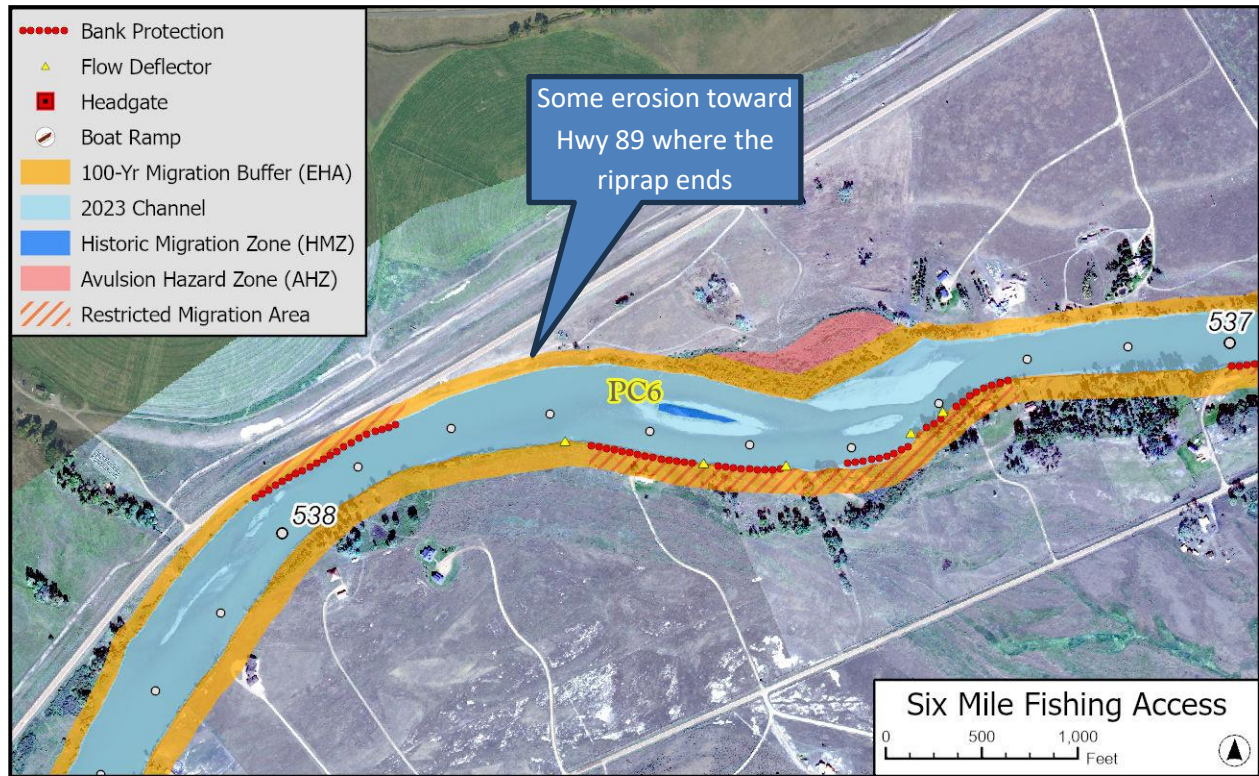 Bank Protection
Flow Deflector
Headgate
Boat Ramp
100-Yr Migration Buffer (EHA)
2023 Channel
Historic Migration Zone (HMZ)
Avulsion Hazard Zone (AHZ)
Restricted Migration Area
Some erosion toward
Hwy 89 where the
riprap ends
537
PC6
538
Six Mile Fishing Access
0 500 1,000
Feet